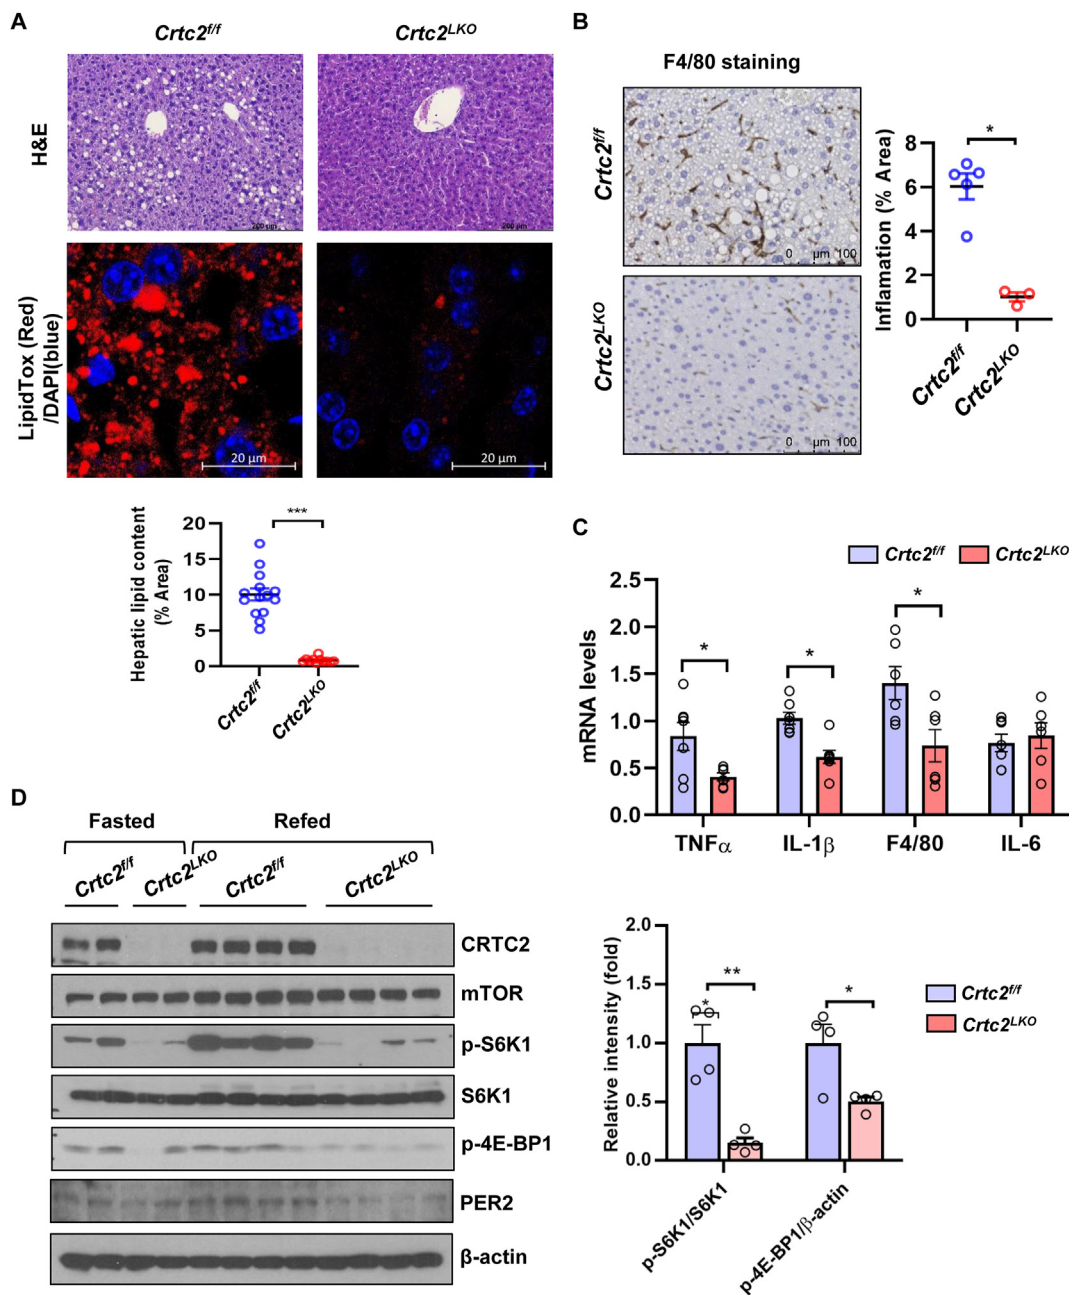 A
Crtc2f/f
Crtc2LKO
H&E
200 µm
200 µm
LipidTox (Red)
/DAPI(blue)
20 µm
20 µm
Hepatic lipid content
(% Area)
20
15
10
5
0
***
Crtc2f/f
Crtc2LKO
B
F4/80 staining
Crtc2f/f
0 µm 100
Crtc2LKO
0 µm 100
Inflamation (% Area)
8
6
4
2
0
*
Crtc2f/f
Crtc2LKO
C
Crtc2f/f
Crtc2LKO
mRNA levels
2.5
2.0
1.5
1.0
0.5
0.0
*
*
*
TNFα
IL-1β
F4/80
IL-6
D
Fasted
Refed
Crtc2f/f
Crtc2LKO
Crtc2f/f
Crtc2LKO
CRTC2
mTOR
p-S6K1
S6K1
p-4E-BP1
PER2
β-actin
Relative intensity (fold)
2.0
1.5
1.0
0.5
0.0
*
**
*
Crtc2f/f
Crtc2LKO
p-S6K1/S6K1
p-4E-BP1/β-actin